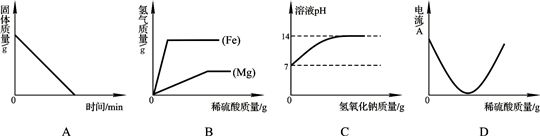 固体质量/g
0
时间/min
A
氢气质量/g
(Fe)
(Mg)
0
稀硫酸质量/g
B
溶液pH
14
7
0
氢氧化钠质量/g
C
电流/A
0
稀硫酸质量/g
D